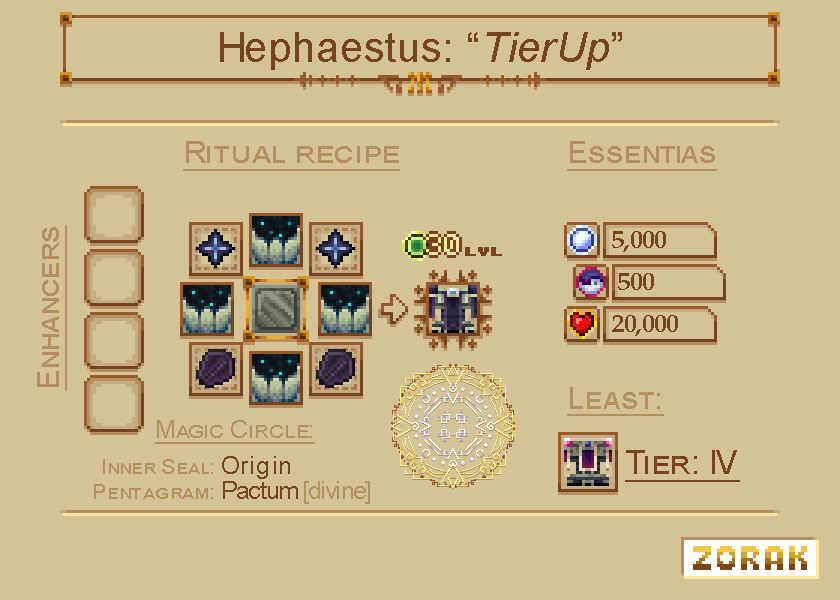 Hephaestus: “TierUp”
RITUAL RECIPE
ESSENTIAS
ENHANCERS
30 LVL
5,000
500
20,000
LEAST:
TIER: IV
MAGIC CIRCLE:
INNER SEAL: Origin
PENTAGRAM: Pactum [divine]
ZORAK